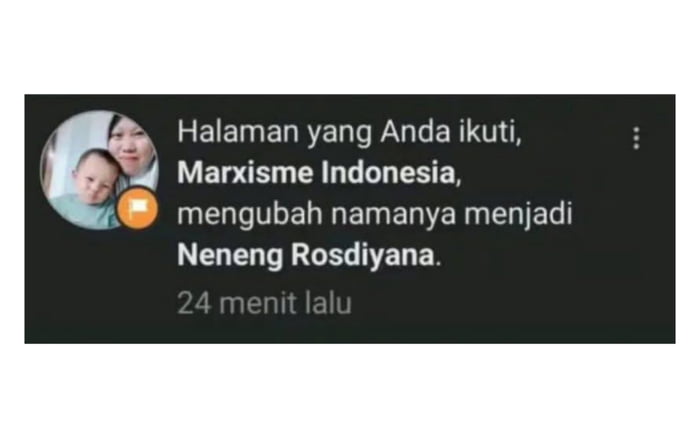 Halaman yang Anda ikuti,
Marxisme Indonesia,
mengubah namanya menjadi
Neneng Rosdiyana.
24 menit lalu